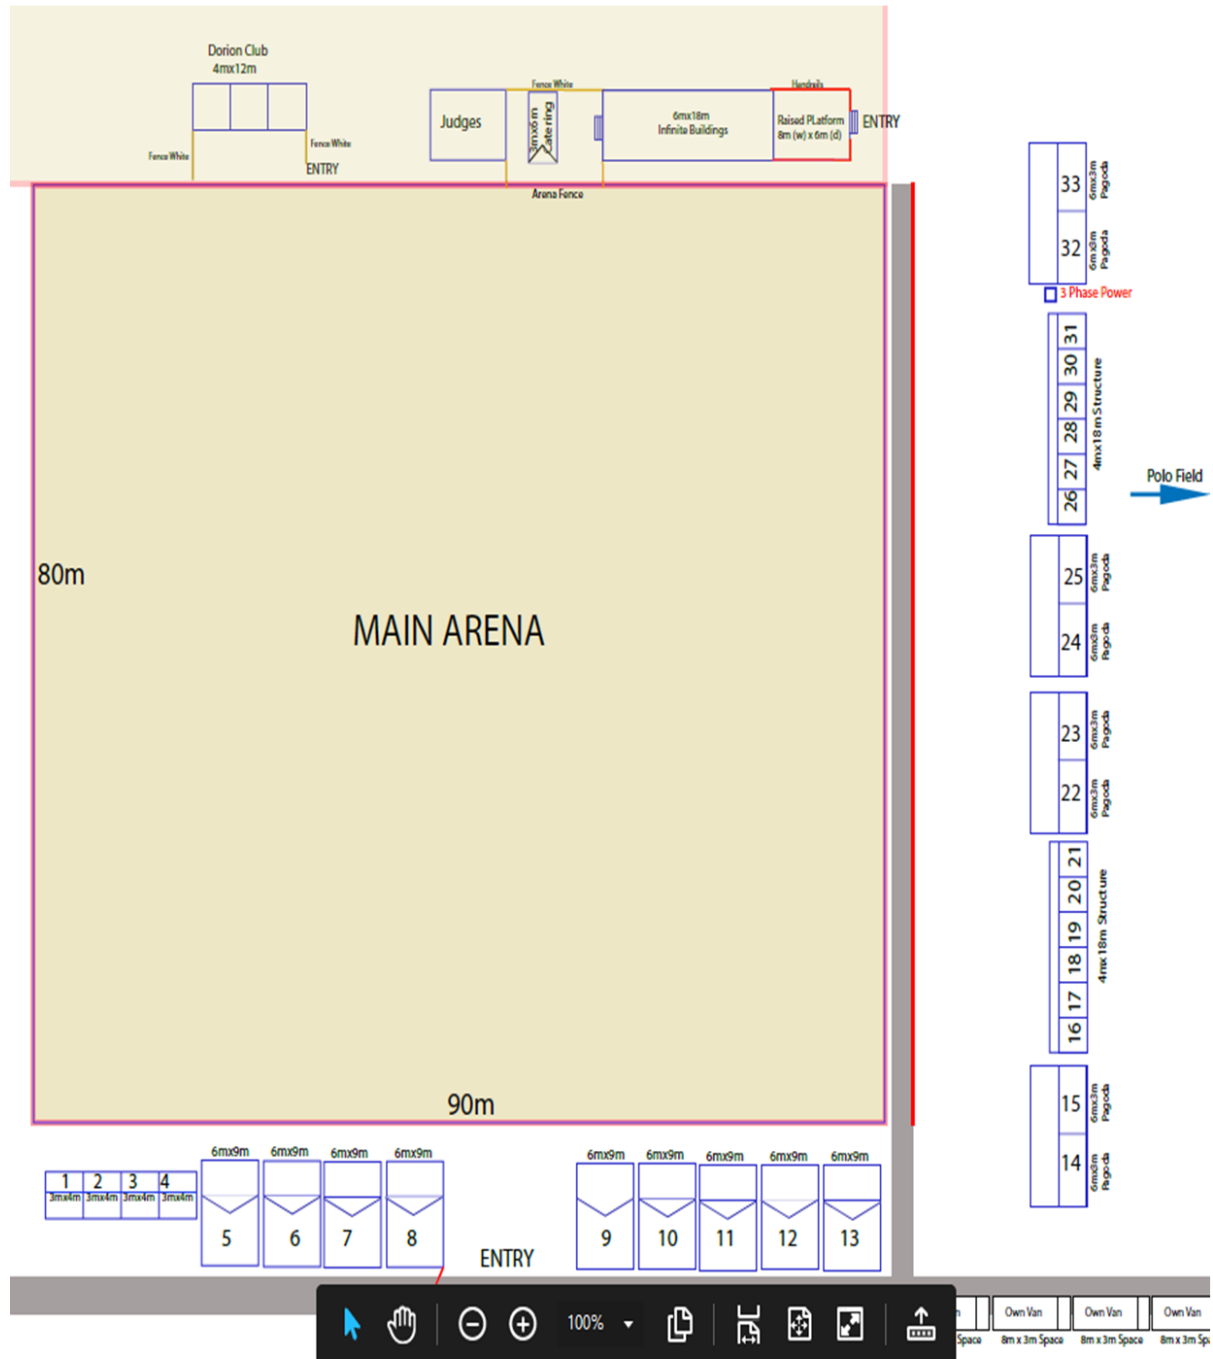 Dorion Club
4mx12m
Fence White
Fence White
ENTRY
Judges
Fence White
3mx6m
Catering
6mx18m
Infinite Buildings
Handrails
Raised PLatform
8m (w) x 6m (d)
ENTRY
Arena Fence
33
6mx3m
Pagoda
32
6mx3m
Pagoda
3 Phase Power
31
30
29
28
27
26
4mx18m Structure
Polo Field
25
6mx3m
Pagoda
24
6mx3m
Pagoda
80m
MAIN ARENA
23
6mx3m
Pagoda
22
6mx3m
Pagoda
21
20
19
18
17
16
4mx18m Structure
90m
15
6mx3m
Pagoda
14
6mx3m
Pagoda
1 2 3 4
3mx4m 3mx4m 3mx4m 3mx4m
6mx9m 6mx9m 6mx9m 6mx9m
5 6 7 8
ENTRY
6mx9m 6mx9m 6mx9m 6mx9m 6mx9m
9 10 11 12 13
100%
Own Van Own Van Own Van
Space 8m x 3m Space 8m x 3m Space 8m x 3m Sp